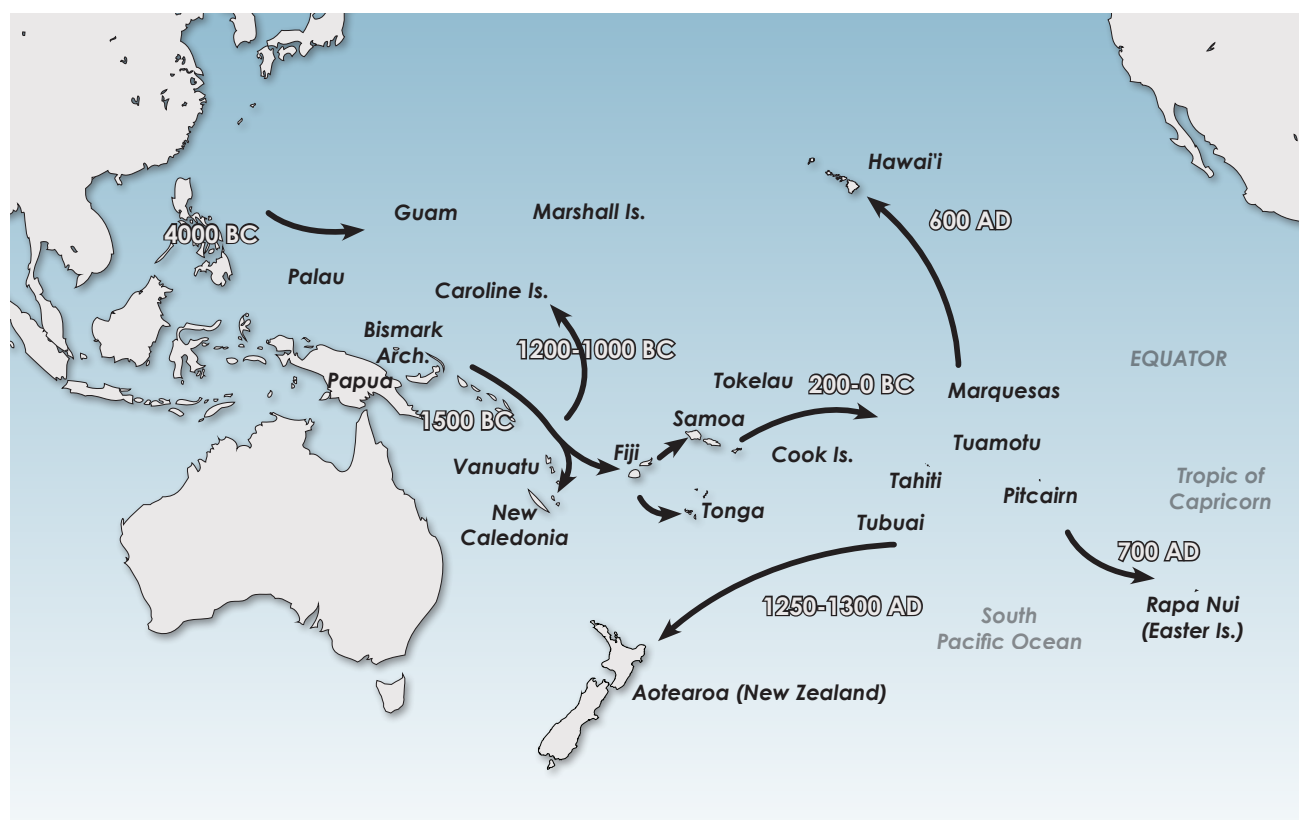 Hawai'i
600 AD
Guam
Marshall Is.
4000 BC
Palau
Caroline Is.
Bismark
Arch.
1200-1000 BC
EQUATOR
Papua
Tokelau
200-0 BC
Marquesas
1500 BC
Samoa
Tuamotu
Fiji
Cook Is.
Vanuatu
Tahiti
Tropic of
Capricorn
Pitcairn
New
Caledonia
Tonga
Tubuai
700 AD
1250-1300 AD
Rapa Nui
(Easter Is.)
South
Pacific Ocean
Aotearoa (New Zealand)